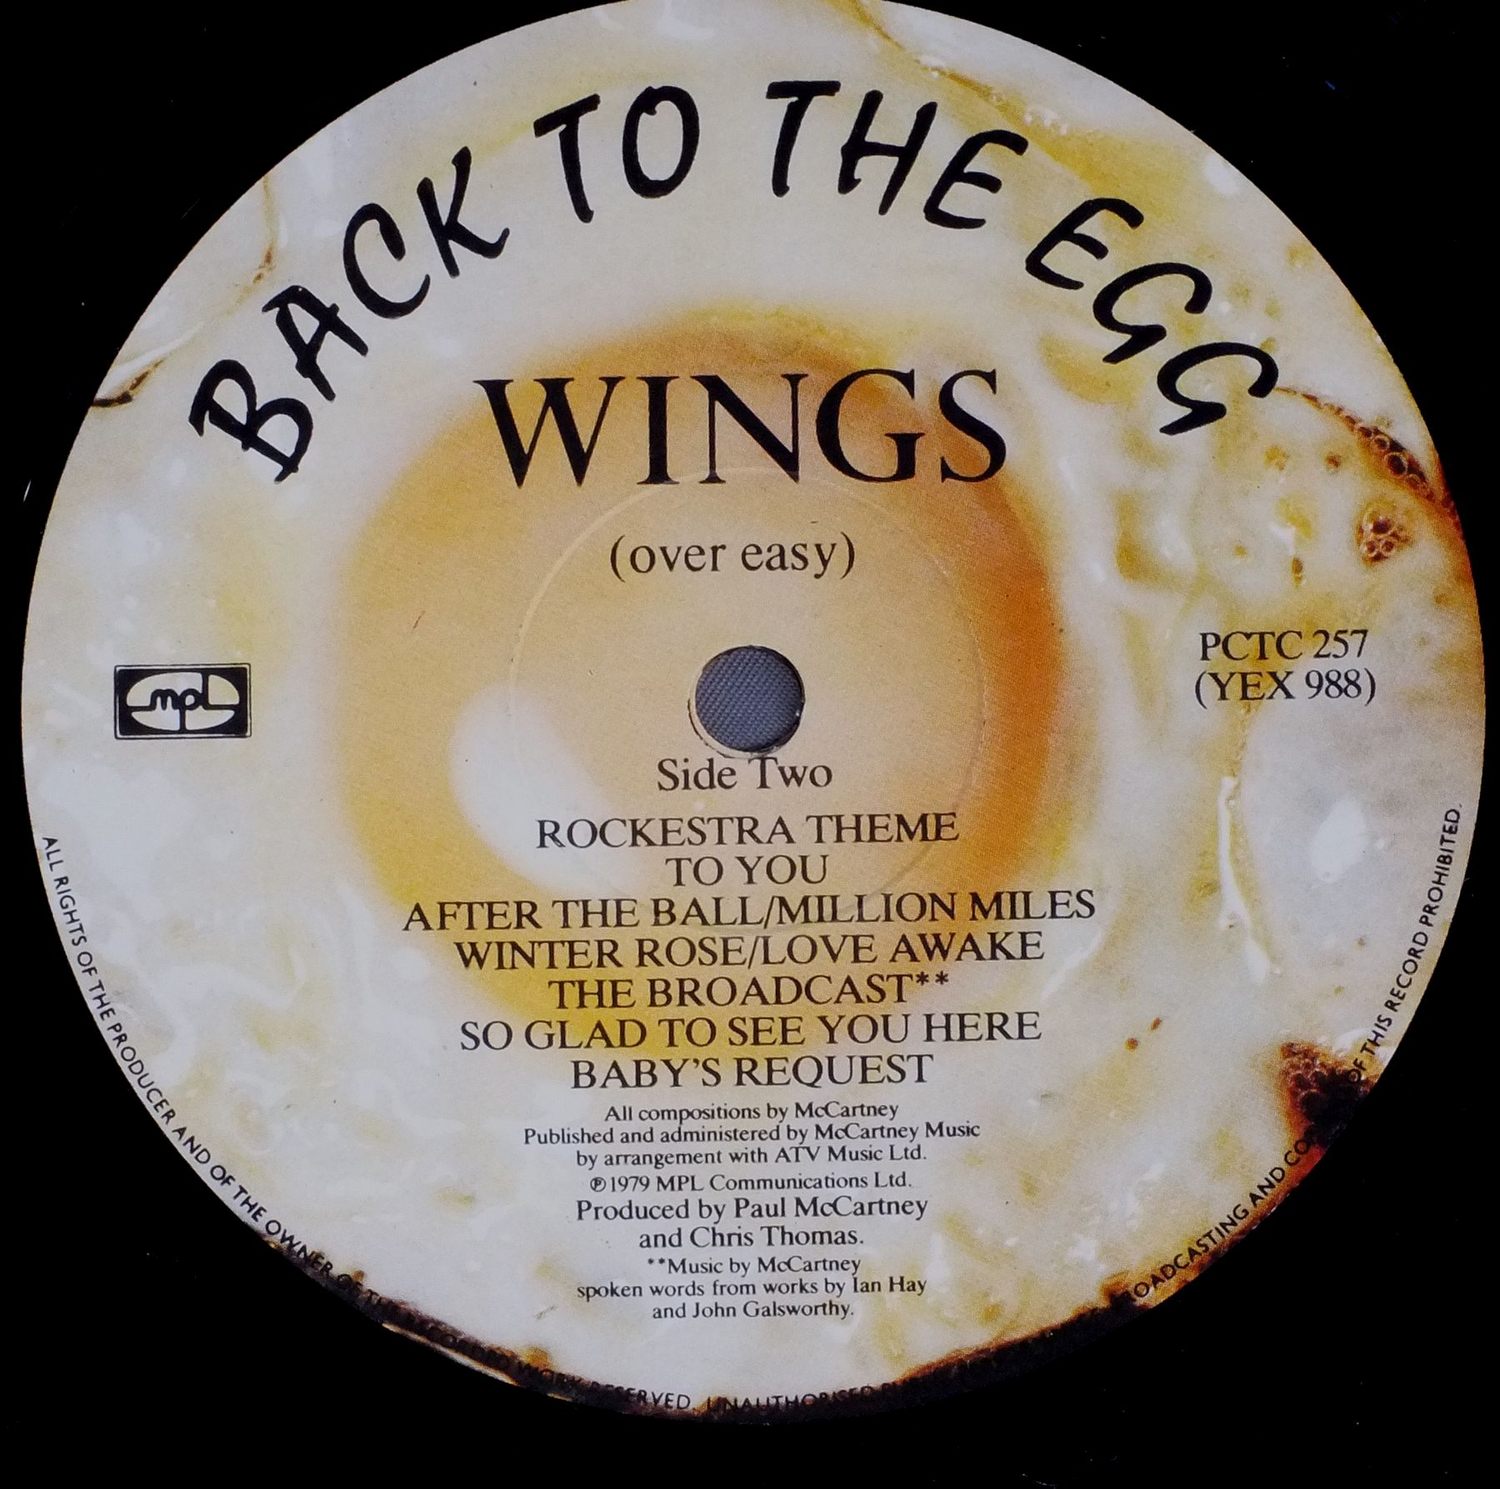 BACK TO THE EGG
WINGS
(over easy)
PCTC 257
(YEX 988)
mpl
Side Two
ROCKESTRA THEME
TO YOU
AFTER THE BALL/MILLION MILES
WINTER ROSE/LOVE AWAKE
THE BROADCAST**
SO GLAD TO SEE YOU HERE
BABY'S REQUEST
All compositions by McCartney
Published and administered by McCartney Music
by arrangement with ATV Music Ltd.
℗1979 MPL Communications Ltd.
Produced by Paul McCartney
and Chris Thomas.
**Music by McCartney
spoken words from works by Ian Hay
and John Galsworthy.
ALL RIGHTS OF THE PRODUCER AND OF THE OWNER OF THE RECORDED WORK RESERVED. UNAUTHORISED OF THIS RECORD PROHIBITED.